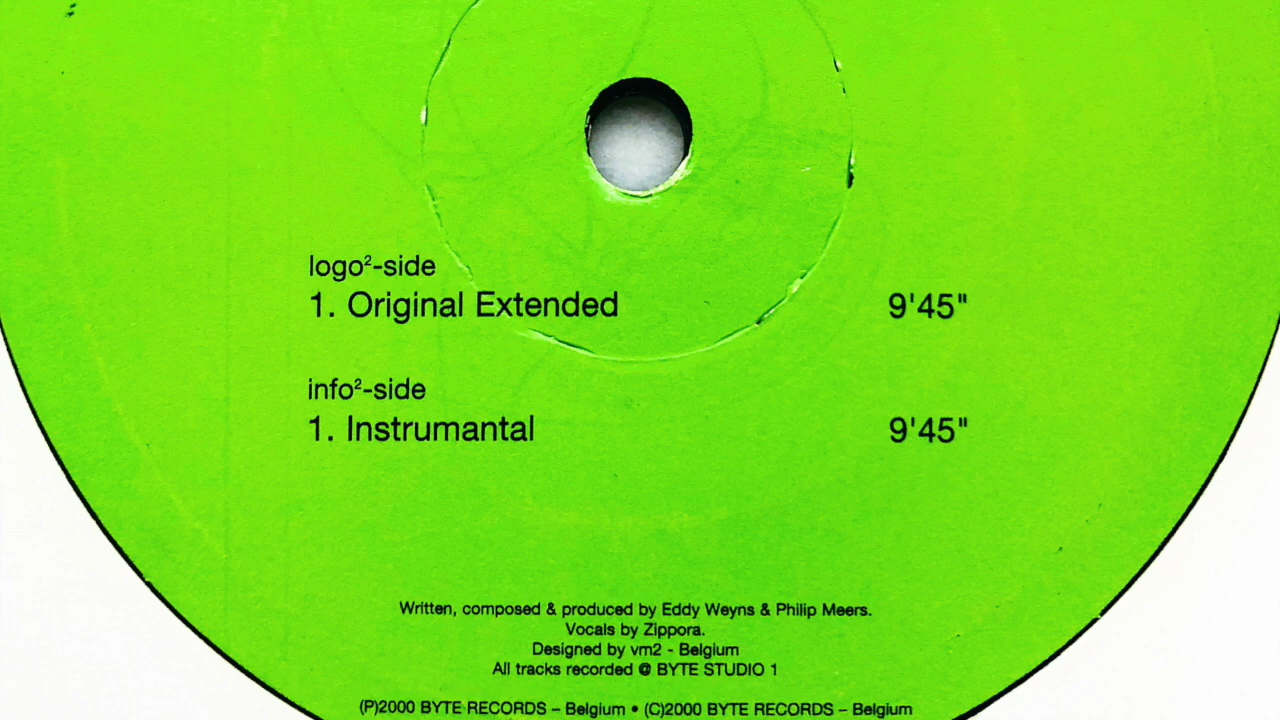 logo²-side
1. Original Extended 9'45"
info²-side
1. Instrumantal 9'45"
Written, composed & produced by Eddy Weyns & Philip Meers.
Vocals by Zippora.
Designed by vm2 - Belgium
All tracks recorded @ BYTE STUDIO 1
(P)2000 BYTE RECORDS – Belgium • (C)2000 BYTE RECORDS – Belgium